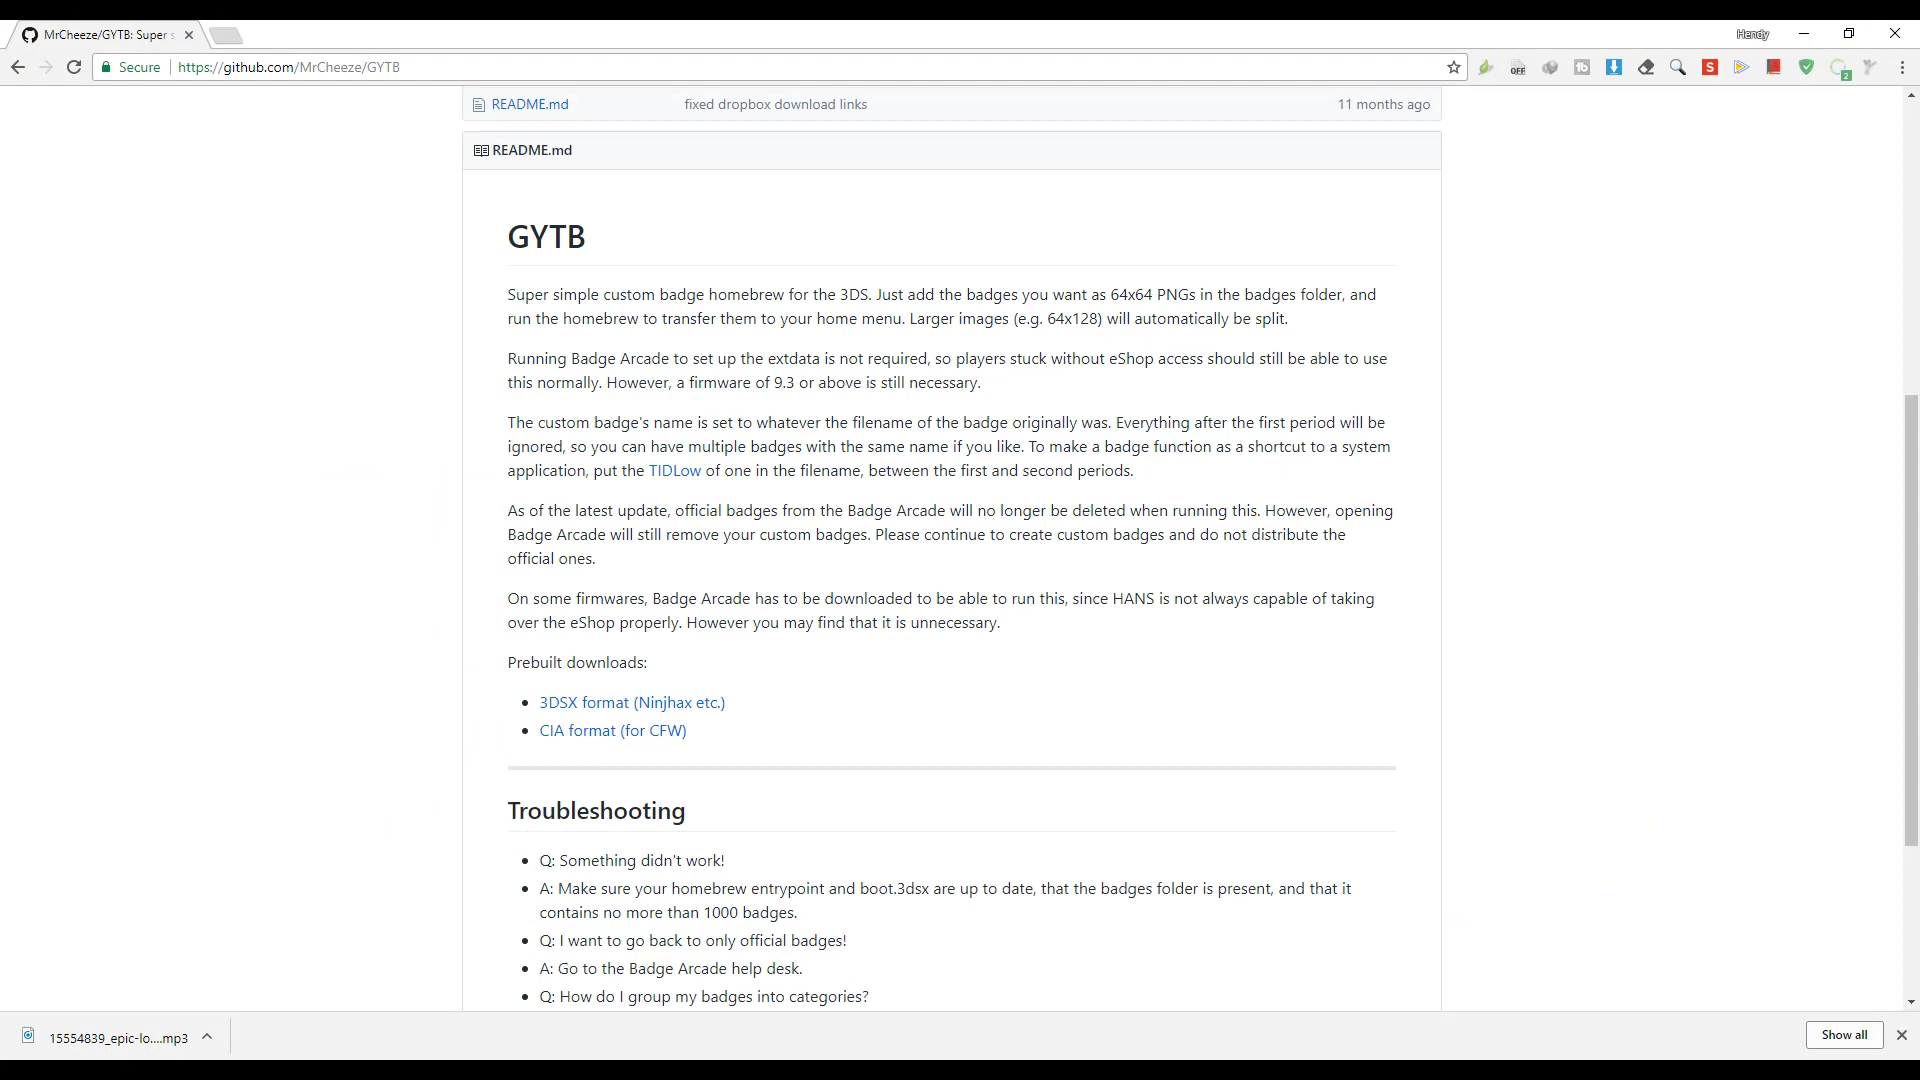 MrCheeze/GYTB: Super s
Hendy
Secure https://github.com/MrCheeze/GYTB
OFF
S
2
README.md fixed dropbox download links 11 months ago
README.md
GYTB
Super simple custom badge homebrew for the 3DS. Just add the badges you want as 64x64 PNGs in the badges folder, and
run the homebrew to transfer them to your home menu. Larger images (e.g. 64x128) will automatically be split.
Running Badge Arcade to set up the extdata is not required, so players stuck without eShop access should still be able to use
this normally. However, a firmware of 9.3 or above is still necessary.
The custom badge's name is set to whatever the filename of the badge originally was. Everything after the first period will be
ignored, so you can have multiple badges with the same name if you like. To make a badge function as a shortcut to a system
application, put the TIDLow of one in the filename, between the first and second periods.
As of the latest update, official badges from the Badge Arcade will no longer be deleted when running this. However, opening
Badge Arcade will still remove your custom badges. Please continue to create custom badges and do not distribute the
official ones.
On some firmwares, Badge Arcade has to be downloaded to be able to run this, since HANS is not always capable of taking
over the eShop properly. However you may find that it is unnecessary.
Prebuilt downloads:
• 3DSX format (Ninjhax etc.)
• CIA format (for CFW)
Troubleshooting
• Q: Something didn't work!
• A: Make sure your homebrew entrypoint and boot.3dsx are up to date, that the badges folder is present, and that it
contains no more than 1000 badges.
• Q: I want to go back to only official badges!
• A: Go to the Badge Arcade help desk.
• Q: How do I group my badges into categories?
15554839_epic-lo....mp3
Show all